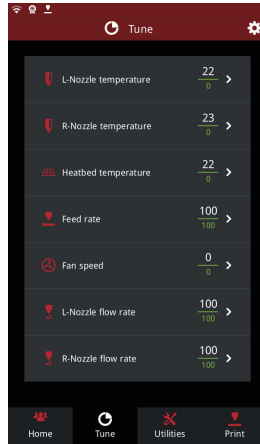 Tune
L-Nozzle temperature 22
0
R-Nozzle temperature 23
0
Heatbed temperature 22
0
Feed rate 100
100
Fan speed 0
0
L-Nozzle flow rate 100
100
R-Nozzle flow rate 100
100
Home Tune Utilities Print